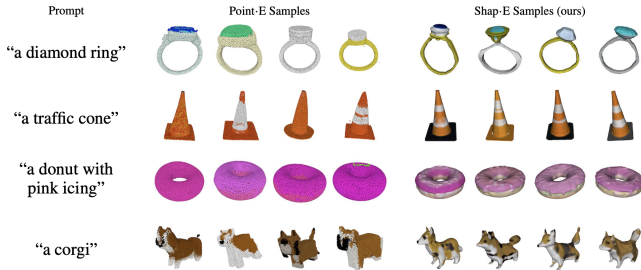 Prompt Point·E Samples Shap·E Samples (ours)
“a diamond ring”
“a traffic cone”
“a donut with
pink icing”
“a corgi”